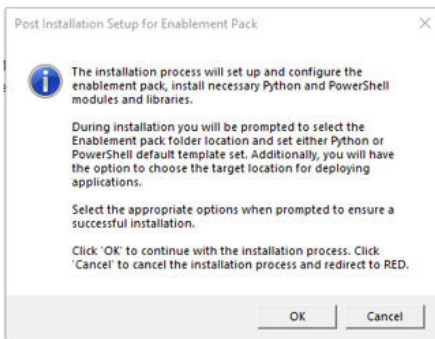 Post Installation Setup for Enablement Pack
The installation process will set up and configure the
enablement pack, install necessary Python and PowerShell
modules and libraries.
During installation you will be prompted to select the
Enablement pack folder location and set either Python or
PowerShell default template set. Additionally, you will have
the option to choose the target location for deploying
applications.
Select the appropriate options when prompted to ensure a
successful installation.
Click 'OK' to continue with the installation process. Click
'Cancel' to cancel the installation process and redirect to RED.
OK Cancel